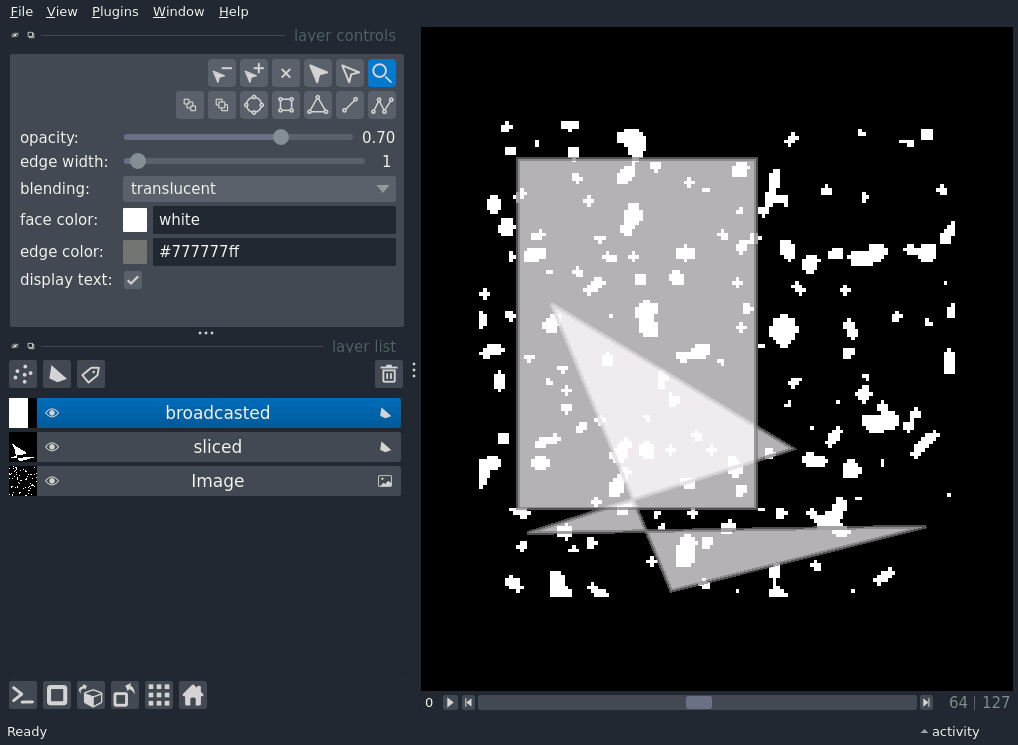 File View Plugins Window Help
layer controls
opacity: 0.70
edge width: 1
blending: translucent
face color: white
edge color: #777777ff
display text:
layer list
broadcasted
sliced
Image
0 64 | 127
Ready activity